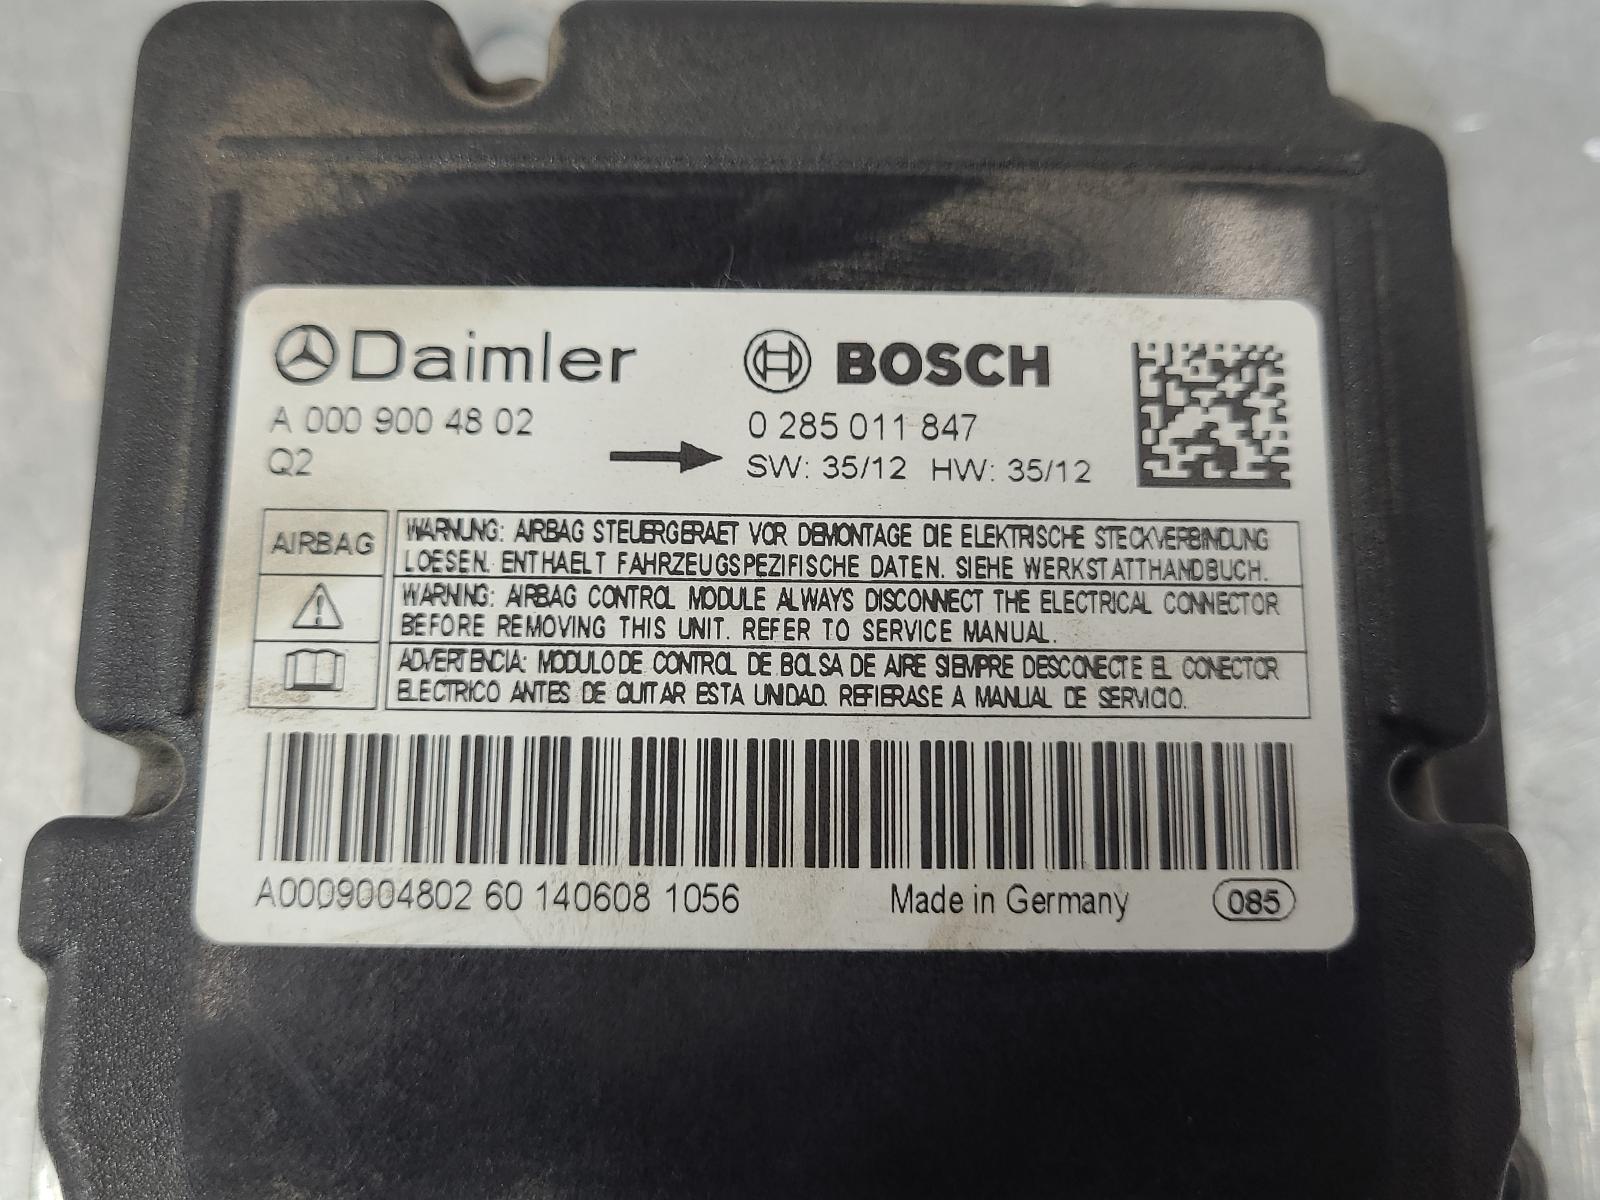 Daimler
BOSCH
A 000 900 48 02
0 285 011 847
Q2
SW: 35/12 HW: 35/12
AIRBAG
WARNUNG: AIRBAG STEUERGERAET VOR DEMONTAGE DIE ELEKTRISCHE STECKVERBINDUNG
LOESEN. ENTHAELT FAHRZEUGSPEZIFISCHE DATEN. SIEHE WERKSTATTHANDBUCH.
WARNING: AIRBAG CONTROL MODULE ALWAYS DISCONNECT THE ELECTRICAL CONNECTOR
BEFORE REMOVING THIS UNIT. REFER TO SERVICE MANUAL.
ADVERTENCIA: MODULO DE CONTROL DE BOLSA DE AIRE SIEMPRE DESCONECTE EL CONECTOR
ELECTRICO ANTES DE QUITAR ESTA UNIDAD. REFIERASE A MANUAL DE SERVICIO.
A0009004802 60 140608 1056
Made in Germany
085